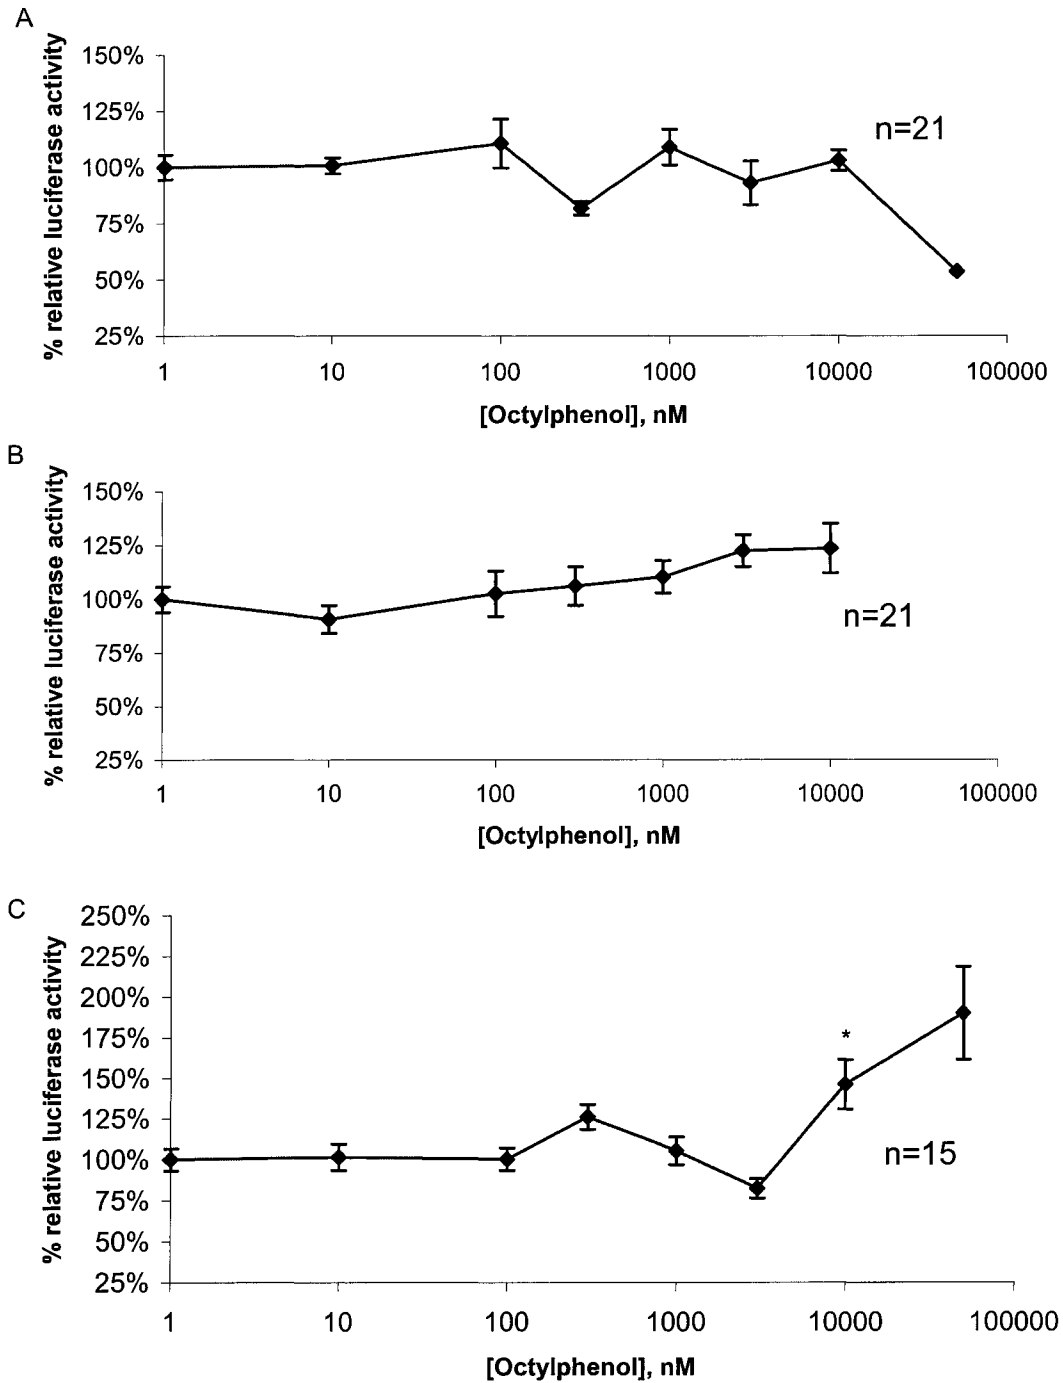 A
% relative luciferase activity
150%
125%
100%
75%
50%
25%
n=21
1 10 100 1000 10000 100000
[Octylphenol], nM
B
% relative luciferase activity
150%
125%
100%
75%
50%
25%
n=21
1 10 100 1000 10000 100000
[Octylphenol], nM
C
% relative luciferase activity
250%
225%
200%
175%
150%
125%
100%
75%
50%
25%
*
n=15
1 10 100 1000 10000 100000
[Octylphenol], nM